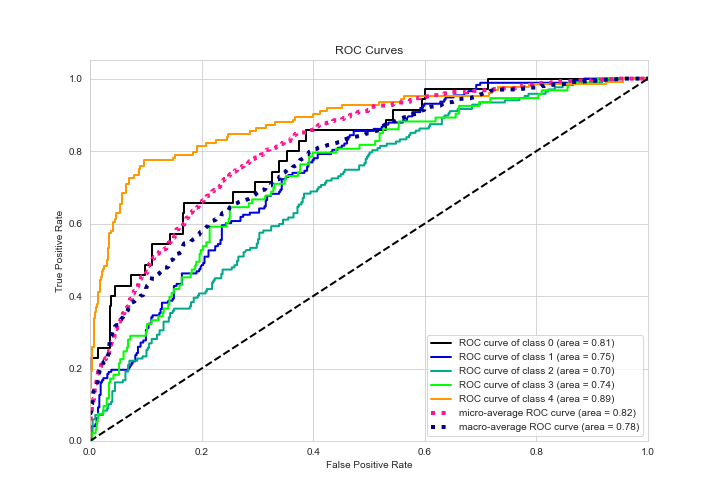 ROC Curves
True Positive Rate
1.0
0.8
0.6
0.4
0.2
0.0
ROC curve of class 0 (area = 0.81)
ROC curve of class 1 (area = 0.75)
ROC curve of class 2 (area = 0.70)
ROC curve of class 3 (area = 0.74)
ROC curve of class 4 (area = 0.89)
micro-average ROC curve (area = 0.82)
macro-average ROC curve (area = 0.78)
0.0 0.2 0.4 0.6 0.8 1.0
False Positive Rate